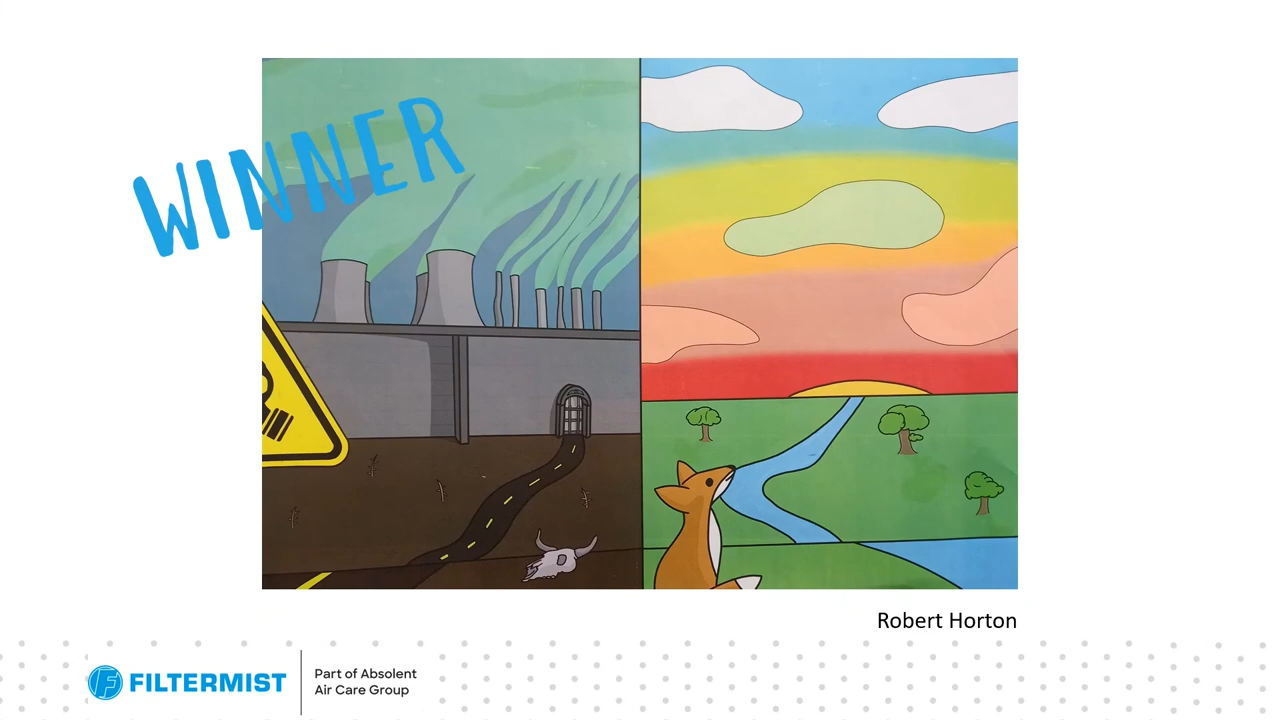 WINNER
Robert Horton
FILTERMIST
Part of Absolent
Air Care Group